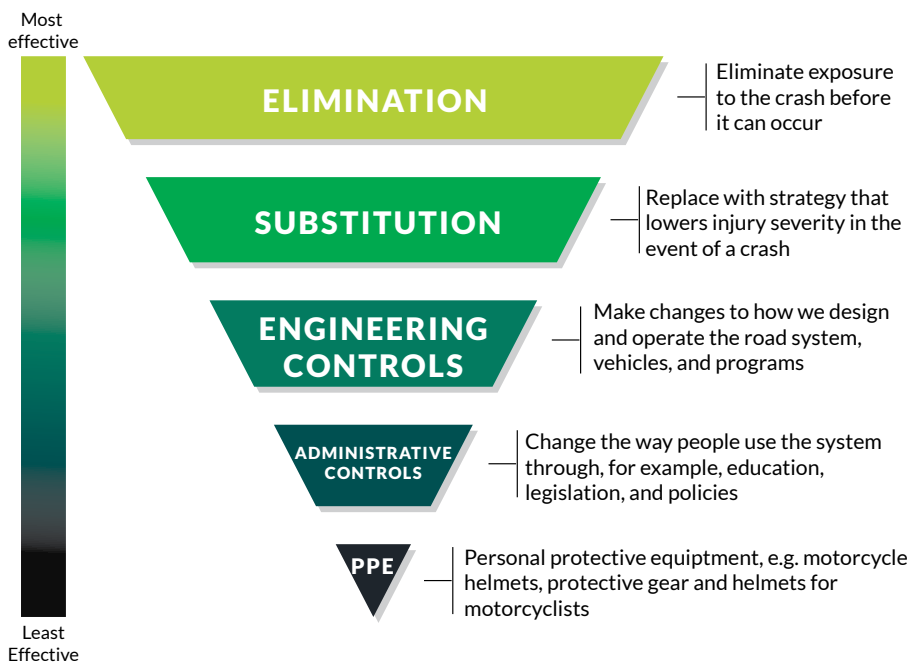 Most
effective
ELIMINATION
Eliminate exposure
to the crash before
it can occur
SUBSTITUTION
Replace with strategy that
lowers injury severity in the
event of a crash
ENGINEERING
CONTROLS
Make changes to how we design
and operate the road system,
vehicles, and programs
ADMINISTRATIVE
CONTROLS
Change the way people use the system
through, for example, education,
legislation, and policies
PPE
Personal protective equiptment, e.g. motorcycle
helmets, protective gear and helmets for
motorcyclists
Least
Effective